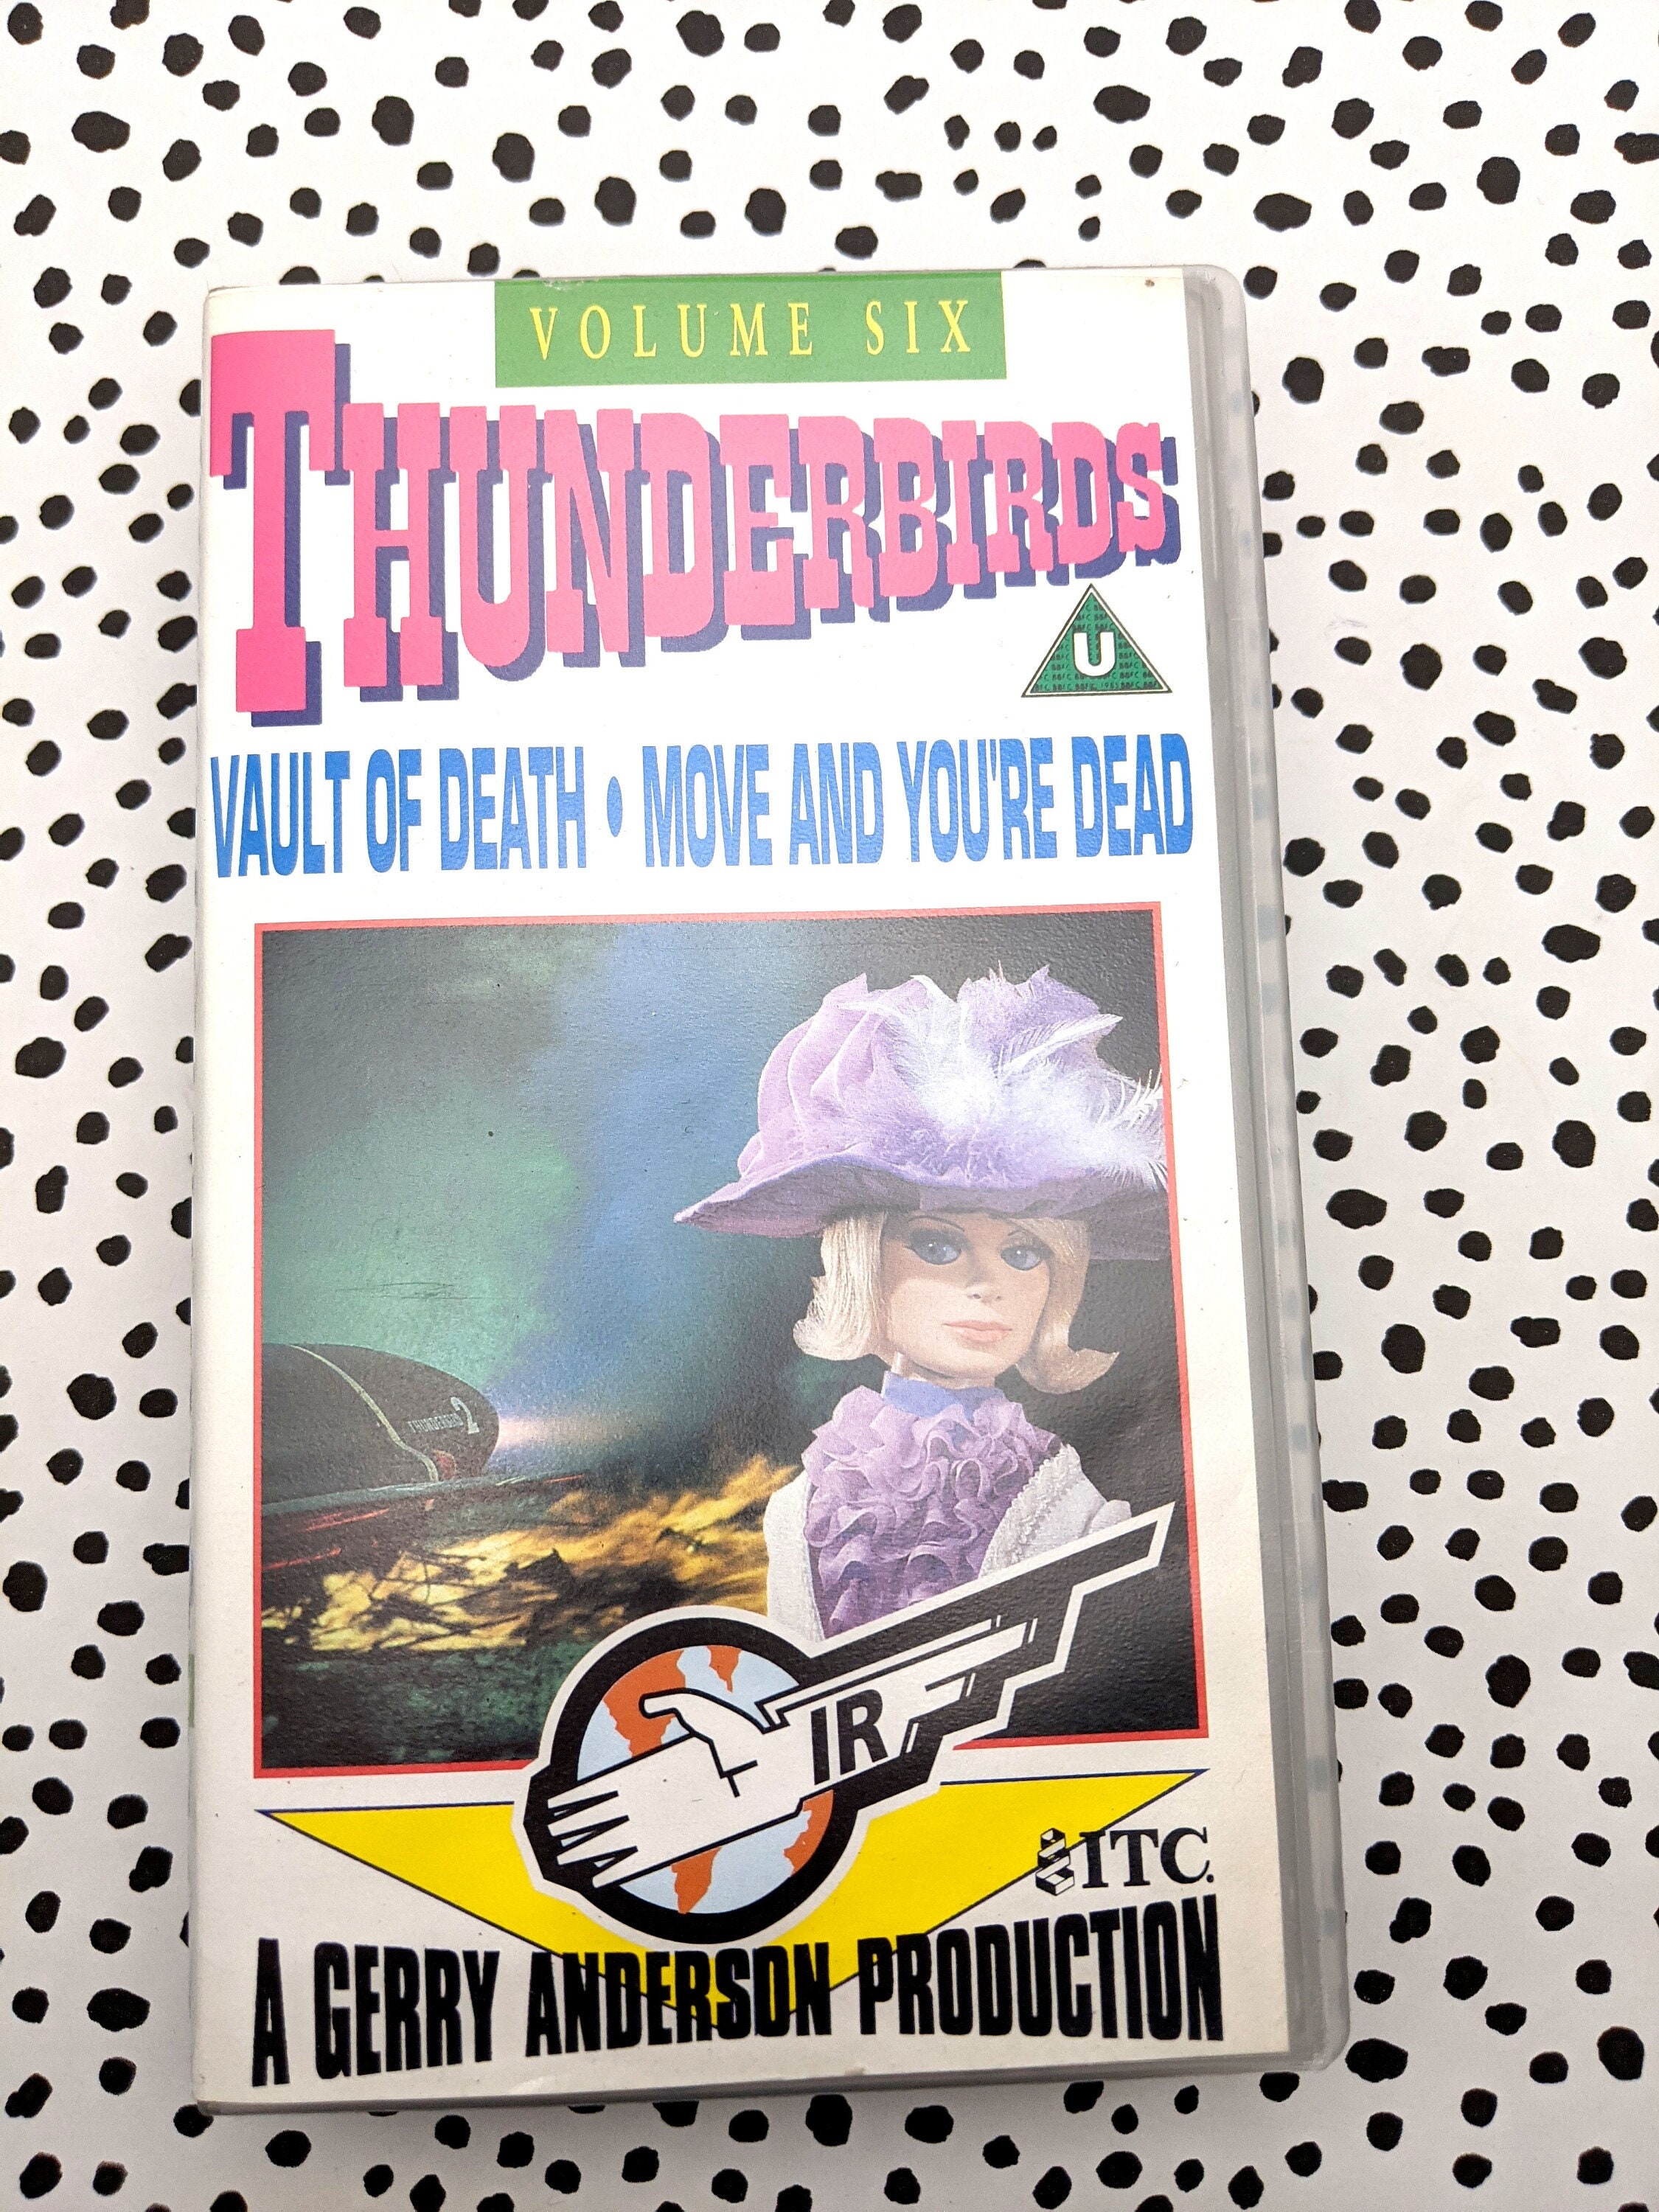 VOLUME SIX
THUNDERBIRDS
U
VAULT OF DEATH • MOVE AND YOU'RE DEAD
THUNDERBIRD 2
IR
ITC.
A GERRY ANDERSON PRODUCTION